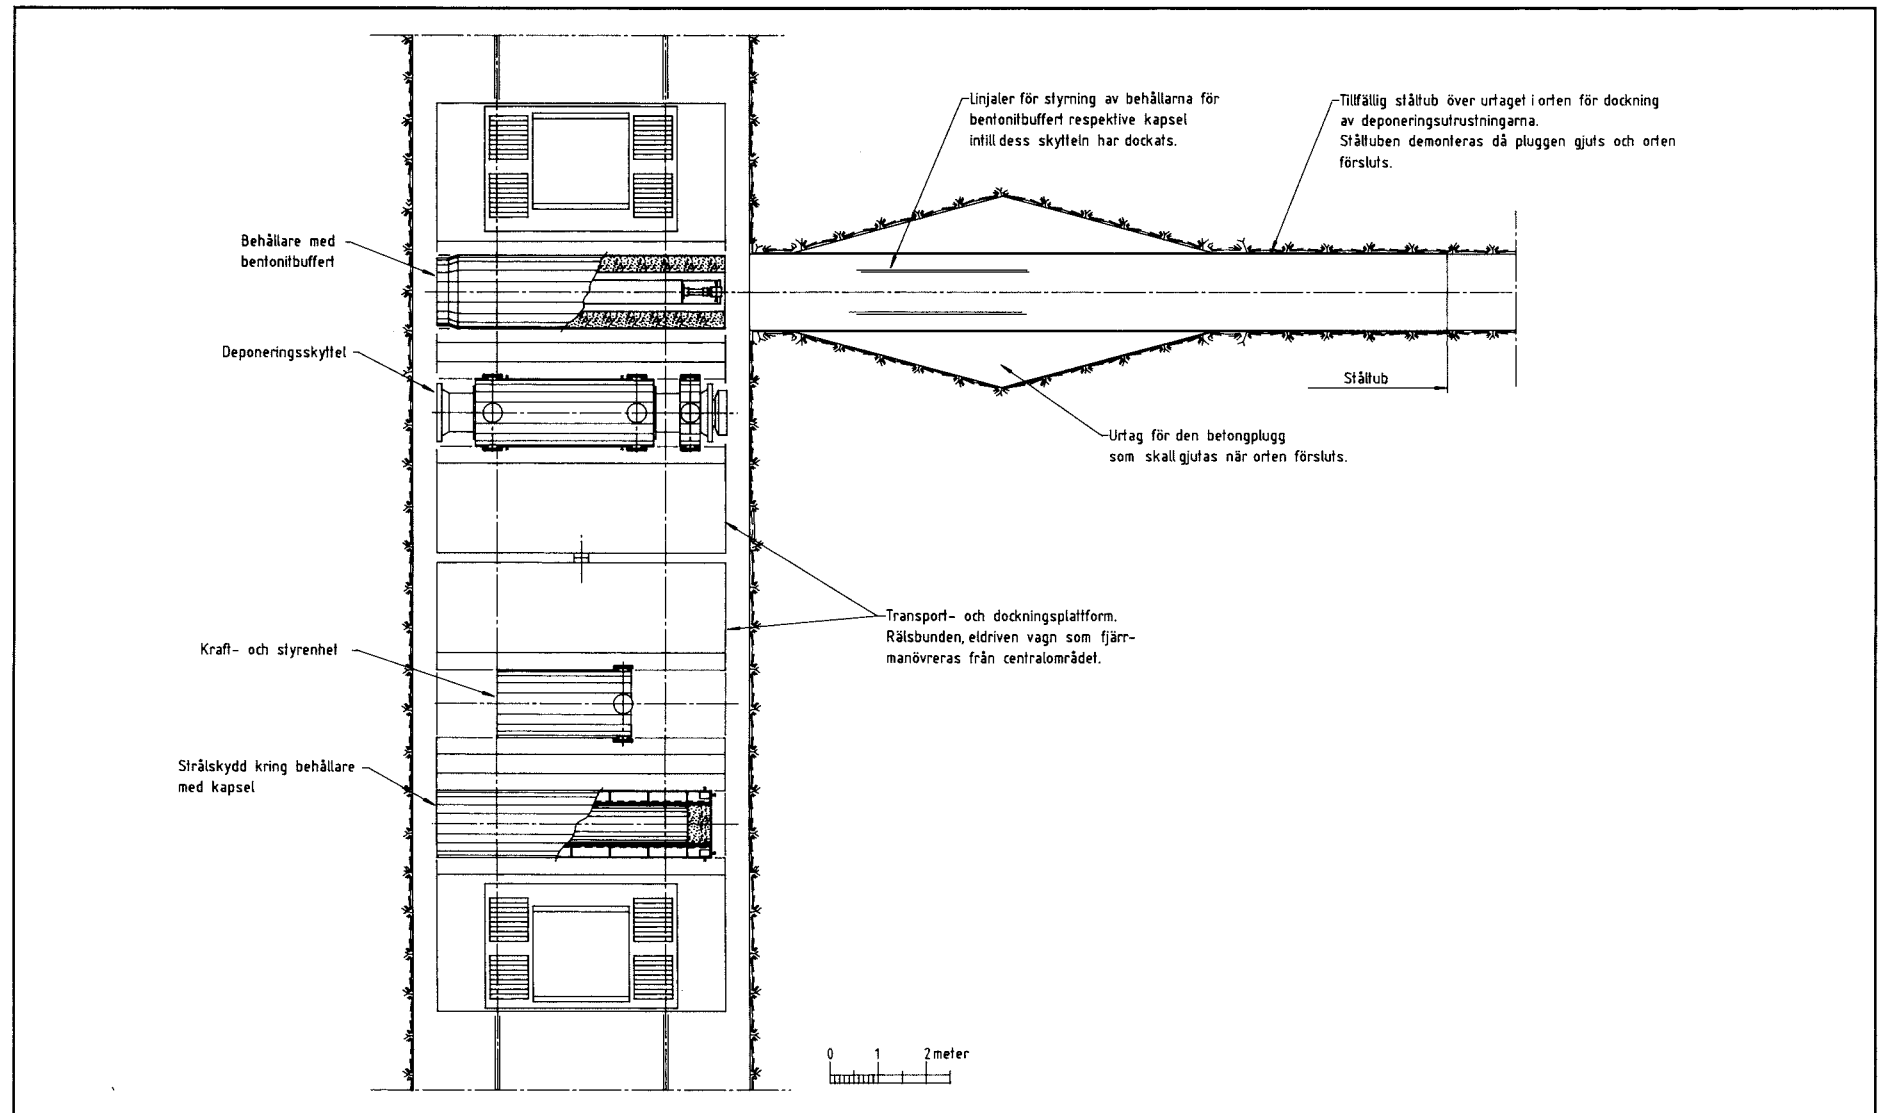 Linjaler för styrning av behållarna för
bentonitbuffert respektive kapsel
intill dess skytteln har dockats.
Tillfällig ståltub över urtaget i orten för dockning
av deponeringsutrustningarna.
Ståltuben demonteras då pluggen gjuts och orten
försluts.
Behållare med
bentonitbuffert
Deponeringsskyttel
Ståltub
Urtag för den betongplugg
som skall gjutas när orten försluts.
Transport- och dockningsplattform.
Rälsbunden, eldriven vagn som fjärr-
manövreras från centralområdet.
Kraft- och styrenhet
Strålskydd kring behållare
med kapsel
0 1 2 meter